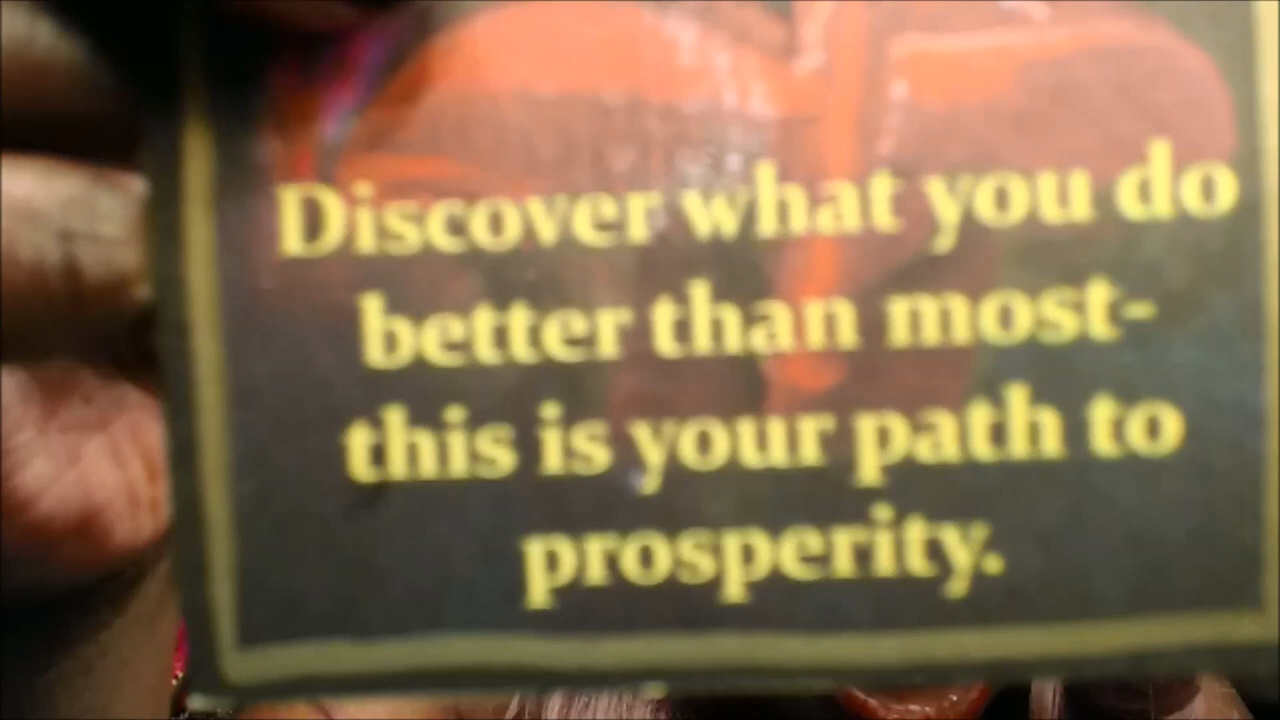 Discover what you do
better than most-
this is your path to
prosperity.